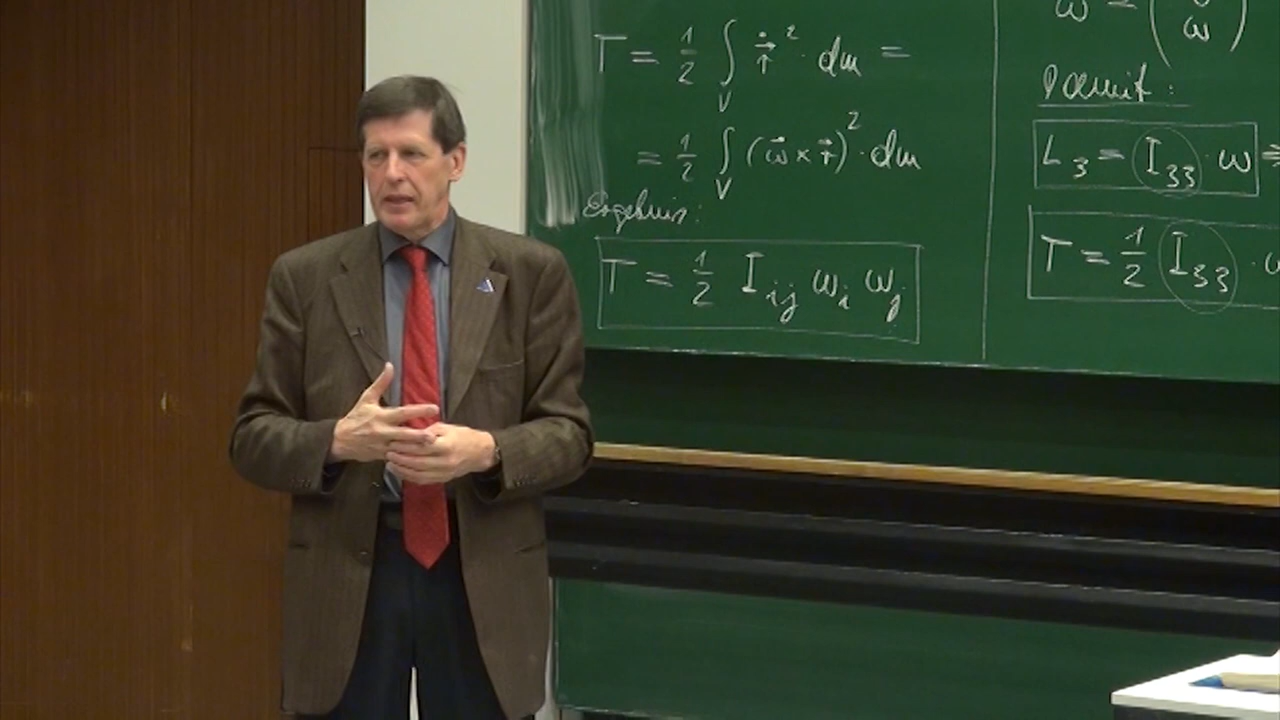 T = 1/2 ∫_V ṙ⃗² · dm =
= 1/2 ∫_V (ω⃗ × r⃗)² · dm
Ergebnis:
T = 1/2 I_ij ω_i ω_j
ω
Damit:
L_3 = I_33 · ω
T = 1/2 I_33 ·